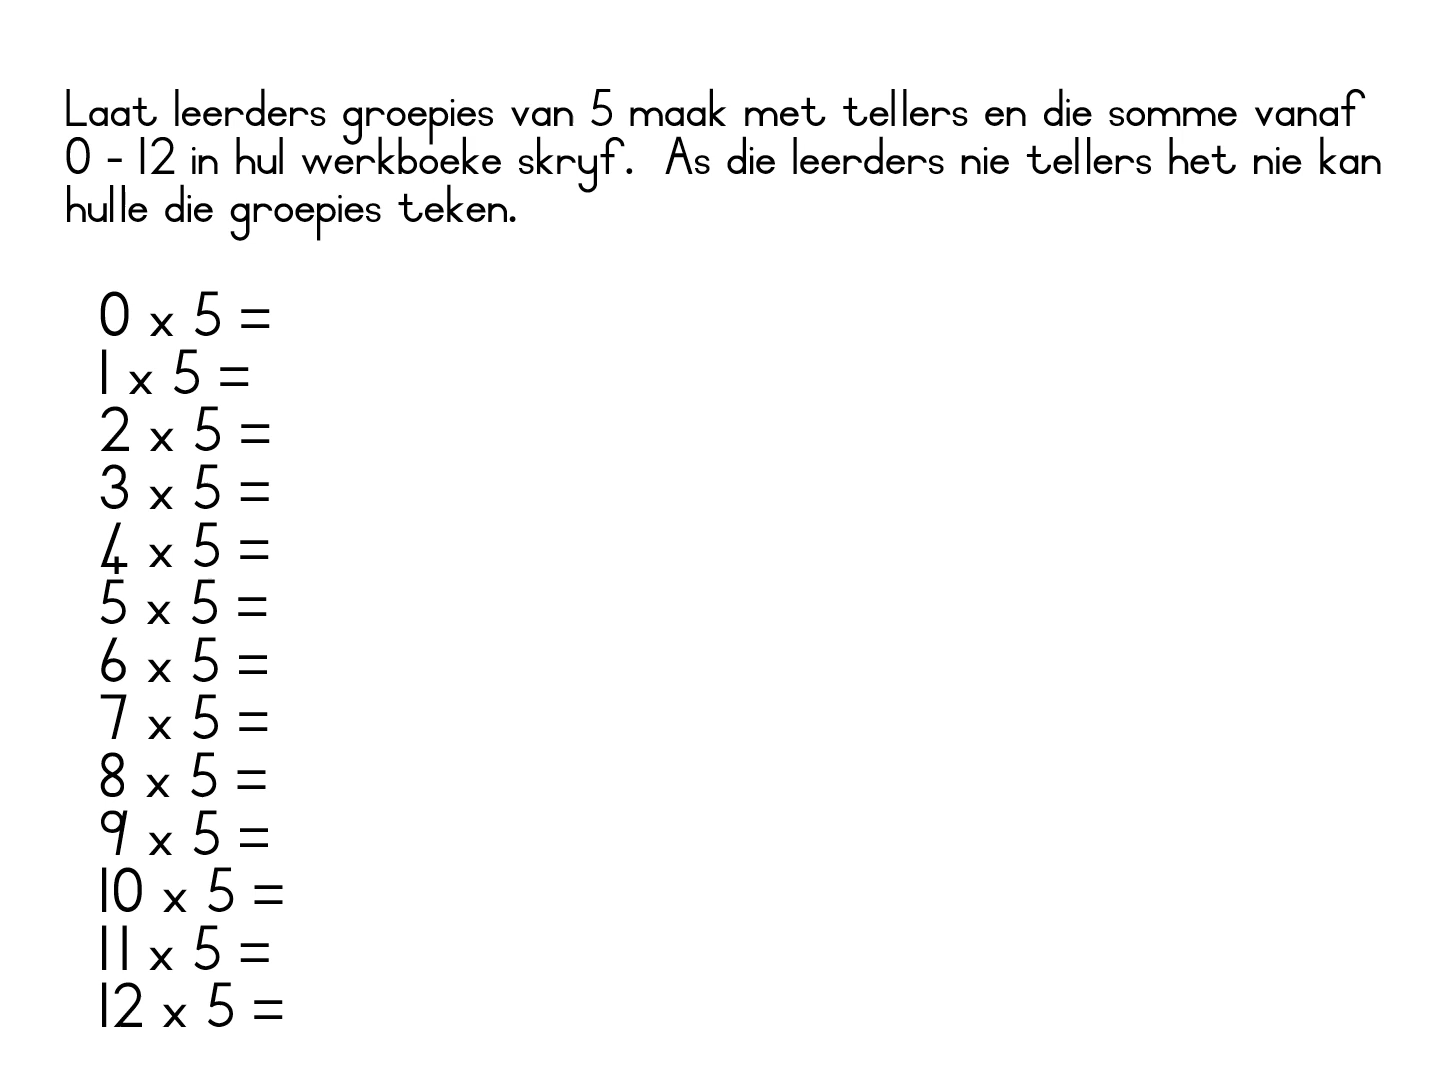 Laat leerders groepies van 5 maak met tellers en die somme vanaf
0 - 12 in hul werkboeke skryf.  As die leerders nie tellers het nie kan
hulle die groepies teken.
0 x 5 =
1 x 5 =
2 x 5 =
3 x 5 =
4 x 5 =
5 x 5 =
6 x 5 =
7 x 5 =
8 x 5 =
9 x 5 =
10 x 5 =
11 x 5 =
12 x 5 =